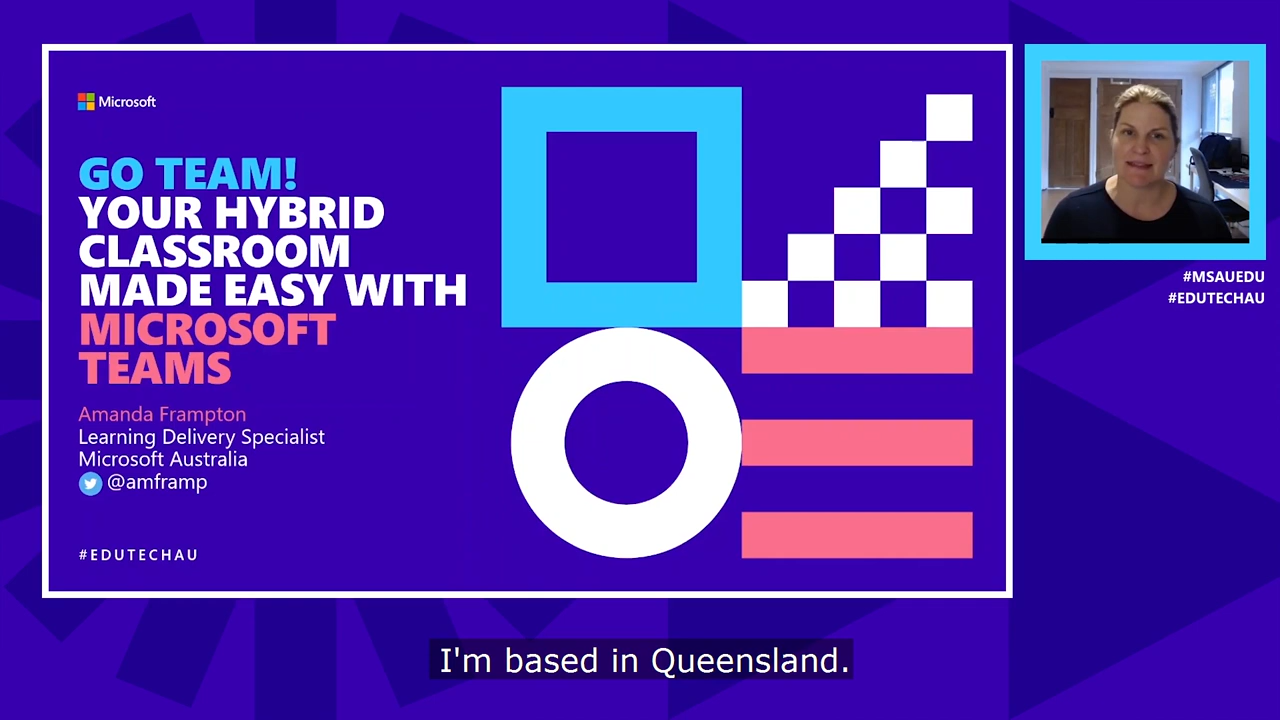 Microsoft
GO TEAM!
YOUR HYBRID
CLASSROOM
MADE EASY WITH
MICROSOFT
TEAMS
Amanda Frampton
Learning Delivery Specialist
Microsoft Australia
@amframp
#EDUTECHAU
#MSAUEDU
#EDUTECHAU
I'm based in Queensland.